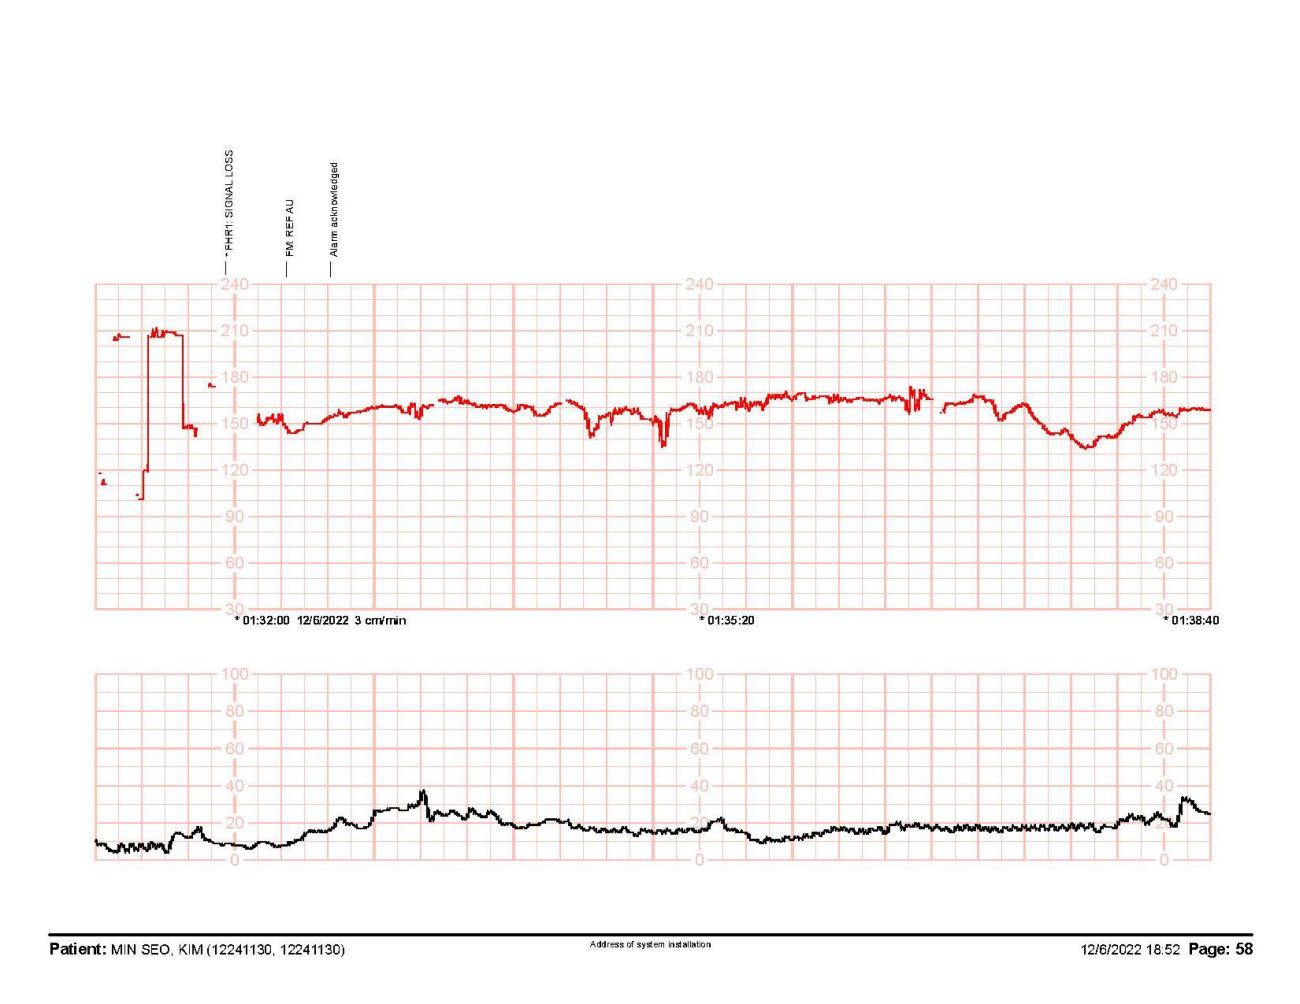 * FHR1: SIGNAL LOSS
FM: REF AU
Alarm acknowledged
240 240 240
210 210 210
180 180 180
150 150 150
120 120 120
90 90 90
60 60 60
30 30 30
* 01:32:00 12/6/2022 3 cm/min * 01:35:20 * 01:38:40
100 100 100
80 80 80
60 60 60
40 40 40
20 20 20
0 0 0
Patient: MIN SEO, KIM (12241130, 12241130) Address of system installation 12/6/2022 18:52 Page: 58